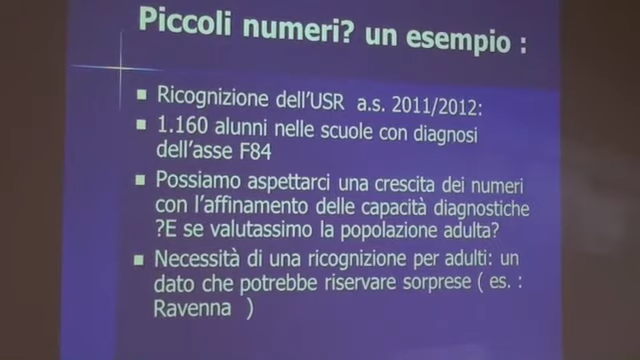 Piccoli numeri? un esempio :
Ricognizione dell'USR a.s. 2011/2012:
1.160 alunni nelle scuole con diagnosi
dell'asse F84
Possiamo aspettarci una crescita dei numeri
con l'affinamento delle capacità diagnostiche
?E se valutassimo la popolazione adulta?
Necessità di una ricognizione per adulti: un
dato che potrebbe riservare sorprese ( es. :
Ravenna )